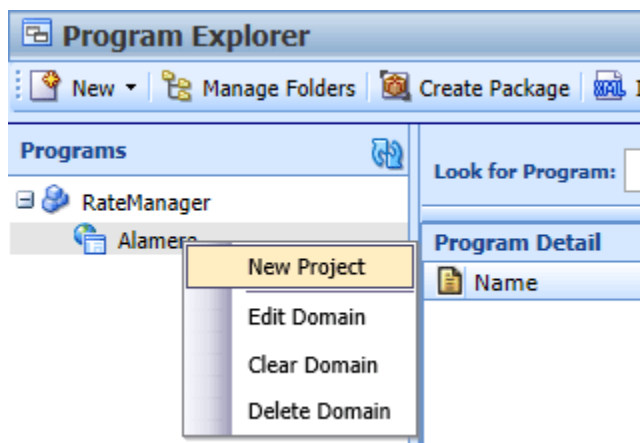 Program Explorer
New Manage Folders Create Package
Programs
Look for Program:
RateManager
Alamere
Program Detail
Name
New Project
Edit Domain
Clear Domain
Delete Domain